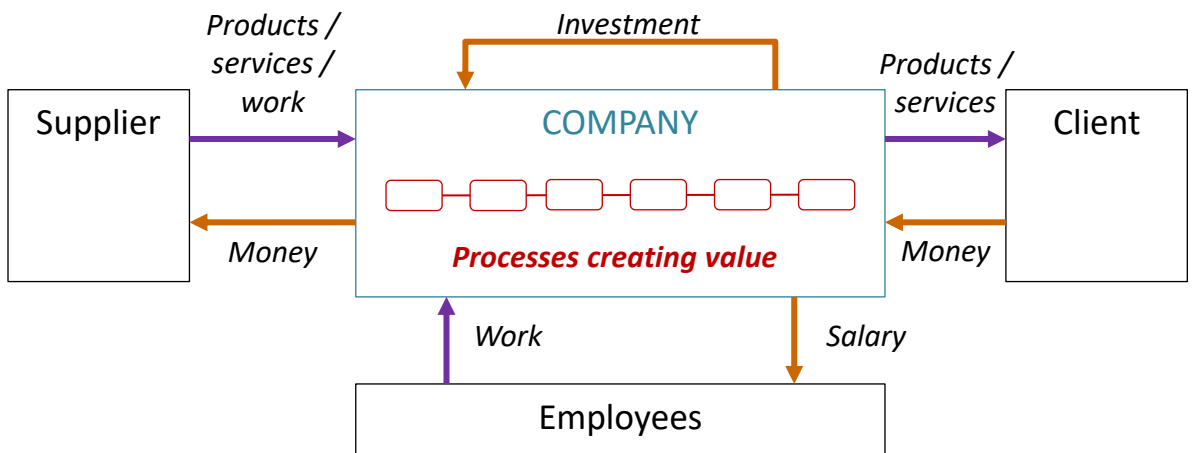 Products /
services /
work
Investment
Products /
services
Supplier
COMPANY
Client
Money
Processes creating value
Money
Work
Salary
Employees